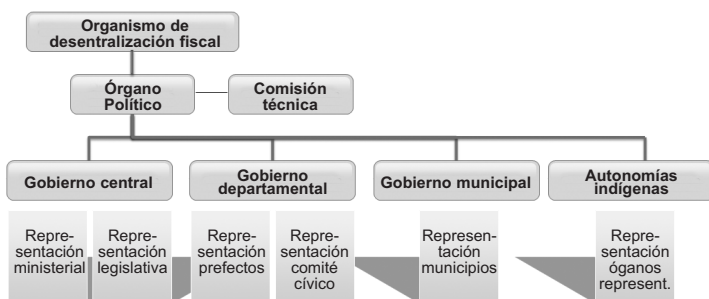 Organismo de
desentralización fiscal
Órgano
Político
Comisión
técnica
Gobierno central
Gobierno
departamental
Gobierno municipal
Autonomías
indígenas
Repre-
sentación
ministerial
Repre-
sentación
legislativa
Repre-
sentación
prefectos
Repre-
sentación
comité
cívico
Represen-
tación
municipios
Repre-
sentación
óganos
represent.